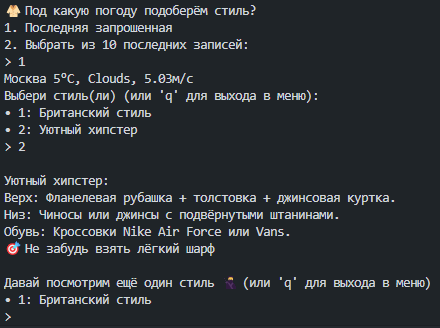 🧥 Под какую погоду подоберём стиль?
1. Последняя запрошенная
2. Выбрать из 10 последних записей:
> 1
Москва 5°C, Clouds, 5.03м/с
Выбери стиль(ли) (или 'q' для выхода в меню):
• 1: Британский стиль
• 2: Уютный хипстер
> 2

Уютный хипстер:
Верх: Фланелевая рубашка + толстовка + джинсовая куртка.
Низ: Чиносы или джинсы с подвёрнутыми штанинами.
Обувь: Кроссовки Nike Air Force или Vans.
🎯 Не забудь взять лёгкий шарф

Давай посмотрим ещё один стиль 💃 (или 'q' для выхода в меню)
• 1: Британский стиль
>